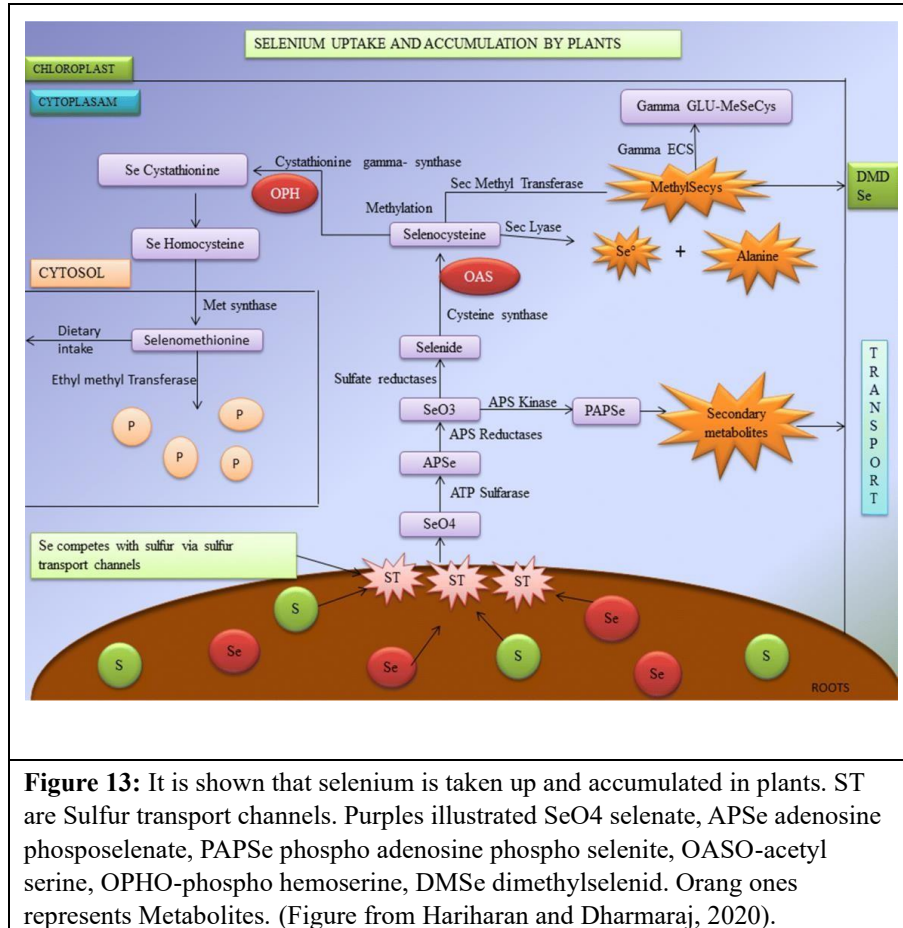 SELENIUM UPTAKE AND ACCUMULATION BY PLANTS
CHLOROPLAST
CYTOPLASAM
Gamma GLU-MeSeCys
Gamma ECS
Cystathionine gamma- synthase
Se Cystathionine
OPH
Sec Methyl Transferase
MethylSecys
DMD
Se
Methylation
Selenocysteine
Sec Lyase
Se Homocysteine
Se°
+
Alanine
CYTOSOL
OAS
Met synthase
Cysteine synthase
Dietary
intake
Selenomethionine
Selenide
Ethyl methyl Transferase
Sulfate reductases
T
R
A
N
S
P
O
R
T
SeO3
APS Kinase
PAPSe
Secondary
metabolites
P
P
P
P
APS Reductases
APSe
ATP Sulfarase
SeO4
Se competes with sulfur via sulfur
transport channels
ST
ST
ST
S
Se
Se
S
Se
S
Se
S
ROOTS
Figure 13: It is shown that selenium is taken up and accumulated in plants. ST
are Sulfur transport channels. Purples illustrated SeO4 selenate, APSe adenosine
phosposelenate, PAPSe phospho adenosine phospho selenite, OASO-acetyl
serine, OPHO-phospho hemoserine, DMSe dimethylselenid. Orang ones
represents Metabolites. (Figure from Hariharan and Dharmaraj, 2020).